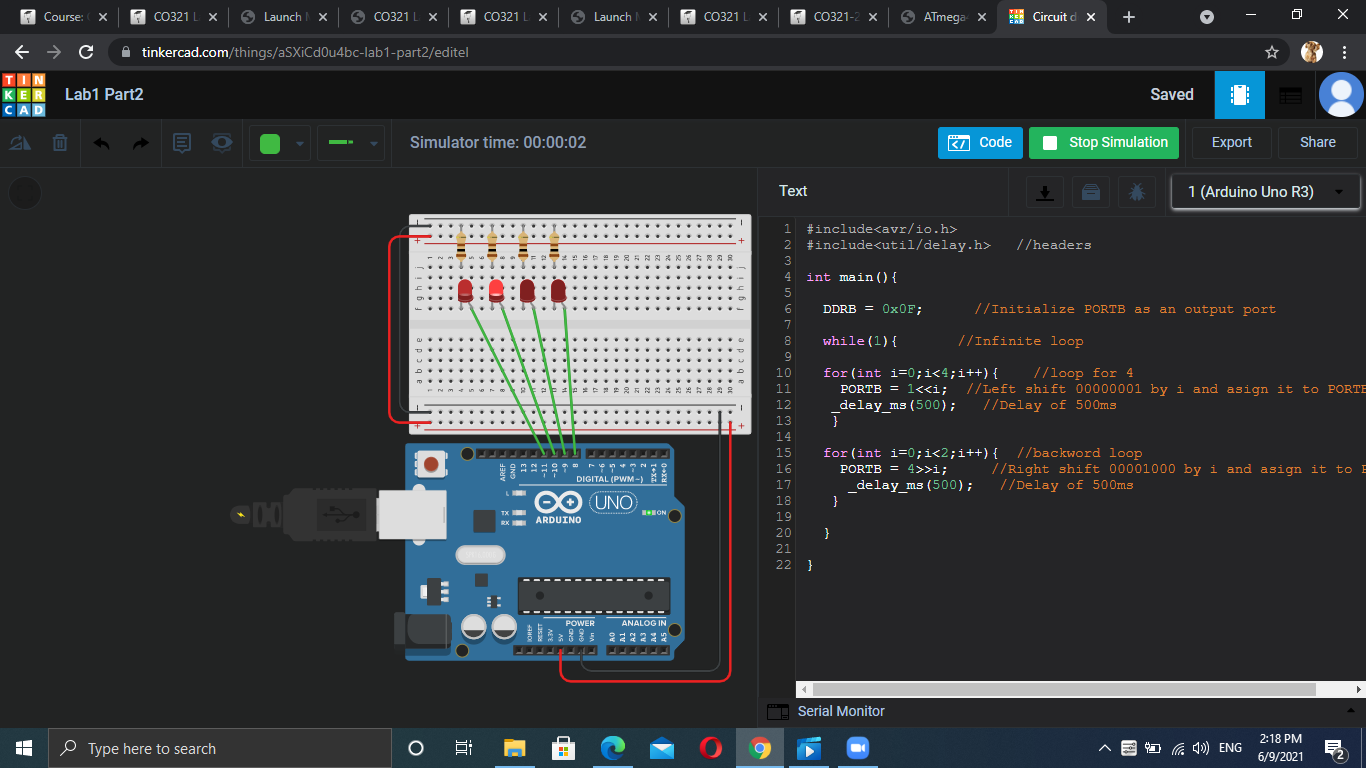 Course: C
CO321 L
Launch M
CO321 L
CO321 L
Launch M
CO321 L
CO321-2
ATmega
Circuit d
tinkercad.com/things/aSXiCd0u4bc-lab1-part2/editel
TIN
KER
CAD
Lab1 Part2
Saved
Simulator time: 00:00:02
Code
Stop Simulation
Export
Share
Text
1 (Arduino Uno R3)
1 #include<avr/io.h>
2 #include<util/delay.h>   //headers
3
4 int main(){
5
6 DDRB = 0x0F;   //Initialize PORTB as an output port
7
8 while(1){   //Infinite loop
9
10 for(int i=0;i<4;i++){   //loop for 4
11 PORTB = 1<<i;  //Left shift 00000001 by i and asign it to PORTB
12 _delay_ms(500);   //Delay of 500ms
13 }
14
15 for(int i=0;i<2;i++){  //backword loop
16 PORTB = 4>>i;   //Right shift 00001000 by i and asign it to P
17 _delay_ms(500);   //Delay of 500ms
18 }
19
20 }
21
22 }
AREF
GND
13
12
~11
~10
~9
8
7
~6
~5
4
~3
2
TX→1
RX←0
DIGITAL (PWM~)
L
TX
RX
ARDUINO
UNO
ON
POWER
ANALOG IN
IOREF
RESET
3.3V
5V
GND
GND
Vin
A0
A1
A2
A3
A4
A5
Serial Monitor
Type here to search
ENG
2:18 PM
6/9/2021
2